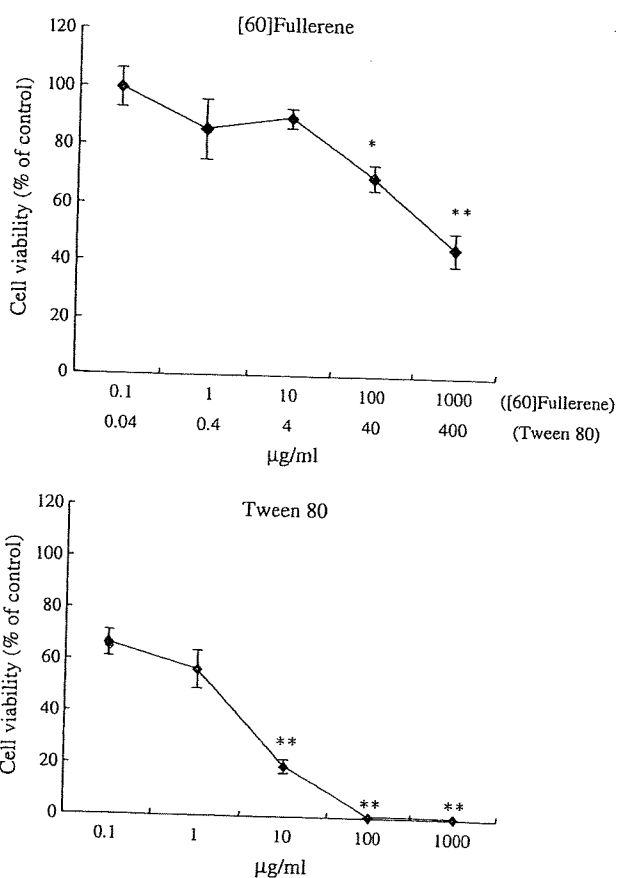 [60]Fullerene
120
100
80
60
40
20
0
Cell viability (% of control)
*
**
0.1 1 10 100 1000 ([60]Fullerene)
0.04 0.4 4 40 400 (Tween 80)
μg/ml
Tween 80
120
100
80
60
40
20
0
Cell viability (% of control)
**
** **
0.1 1 10 100 1000
μg/ml